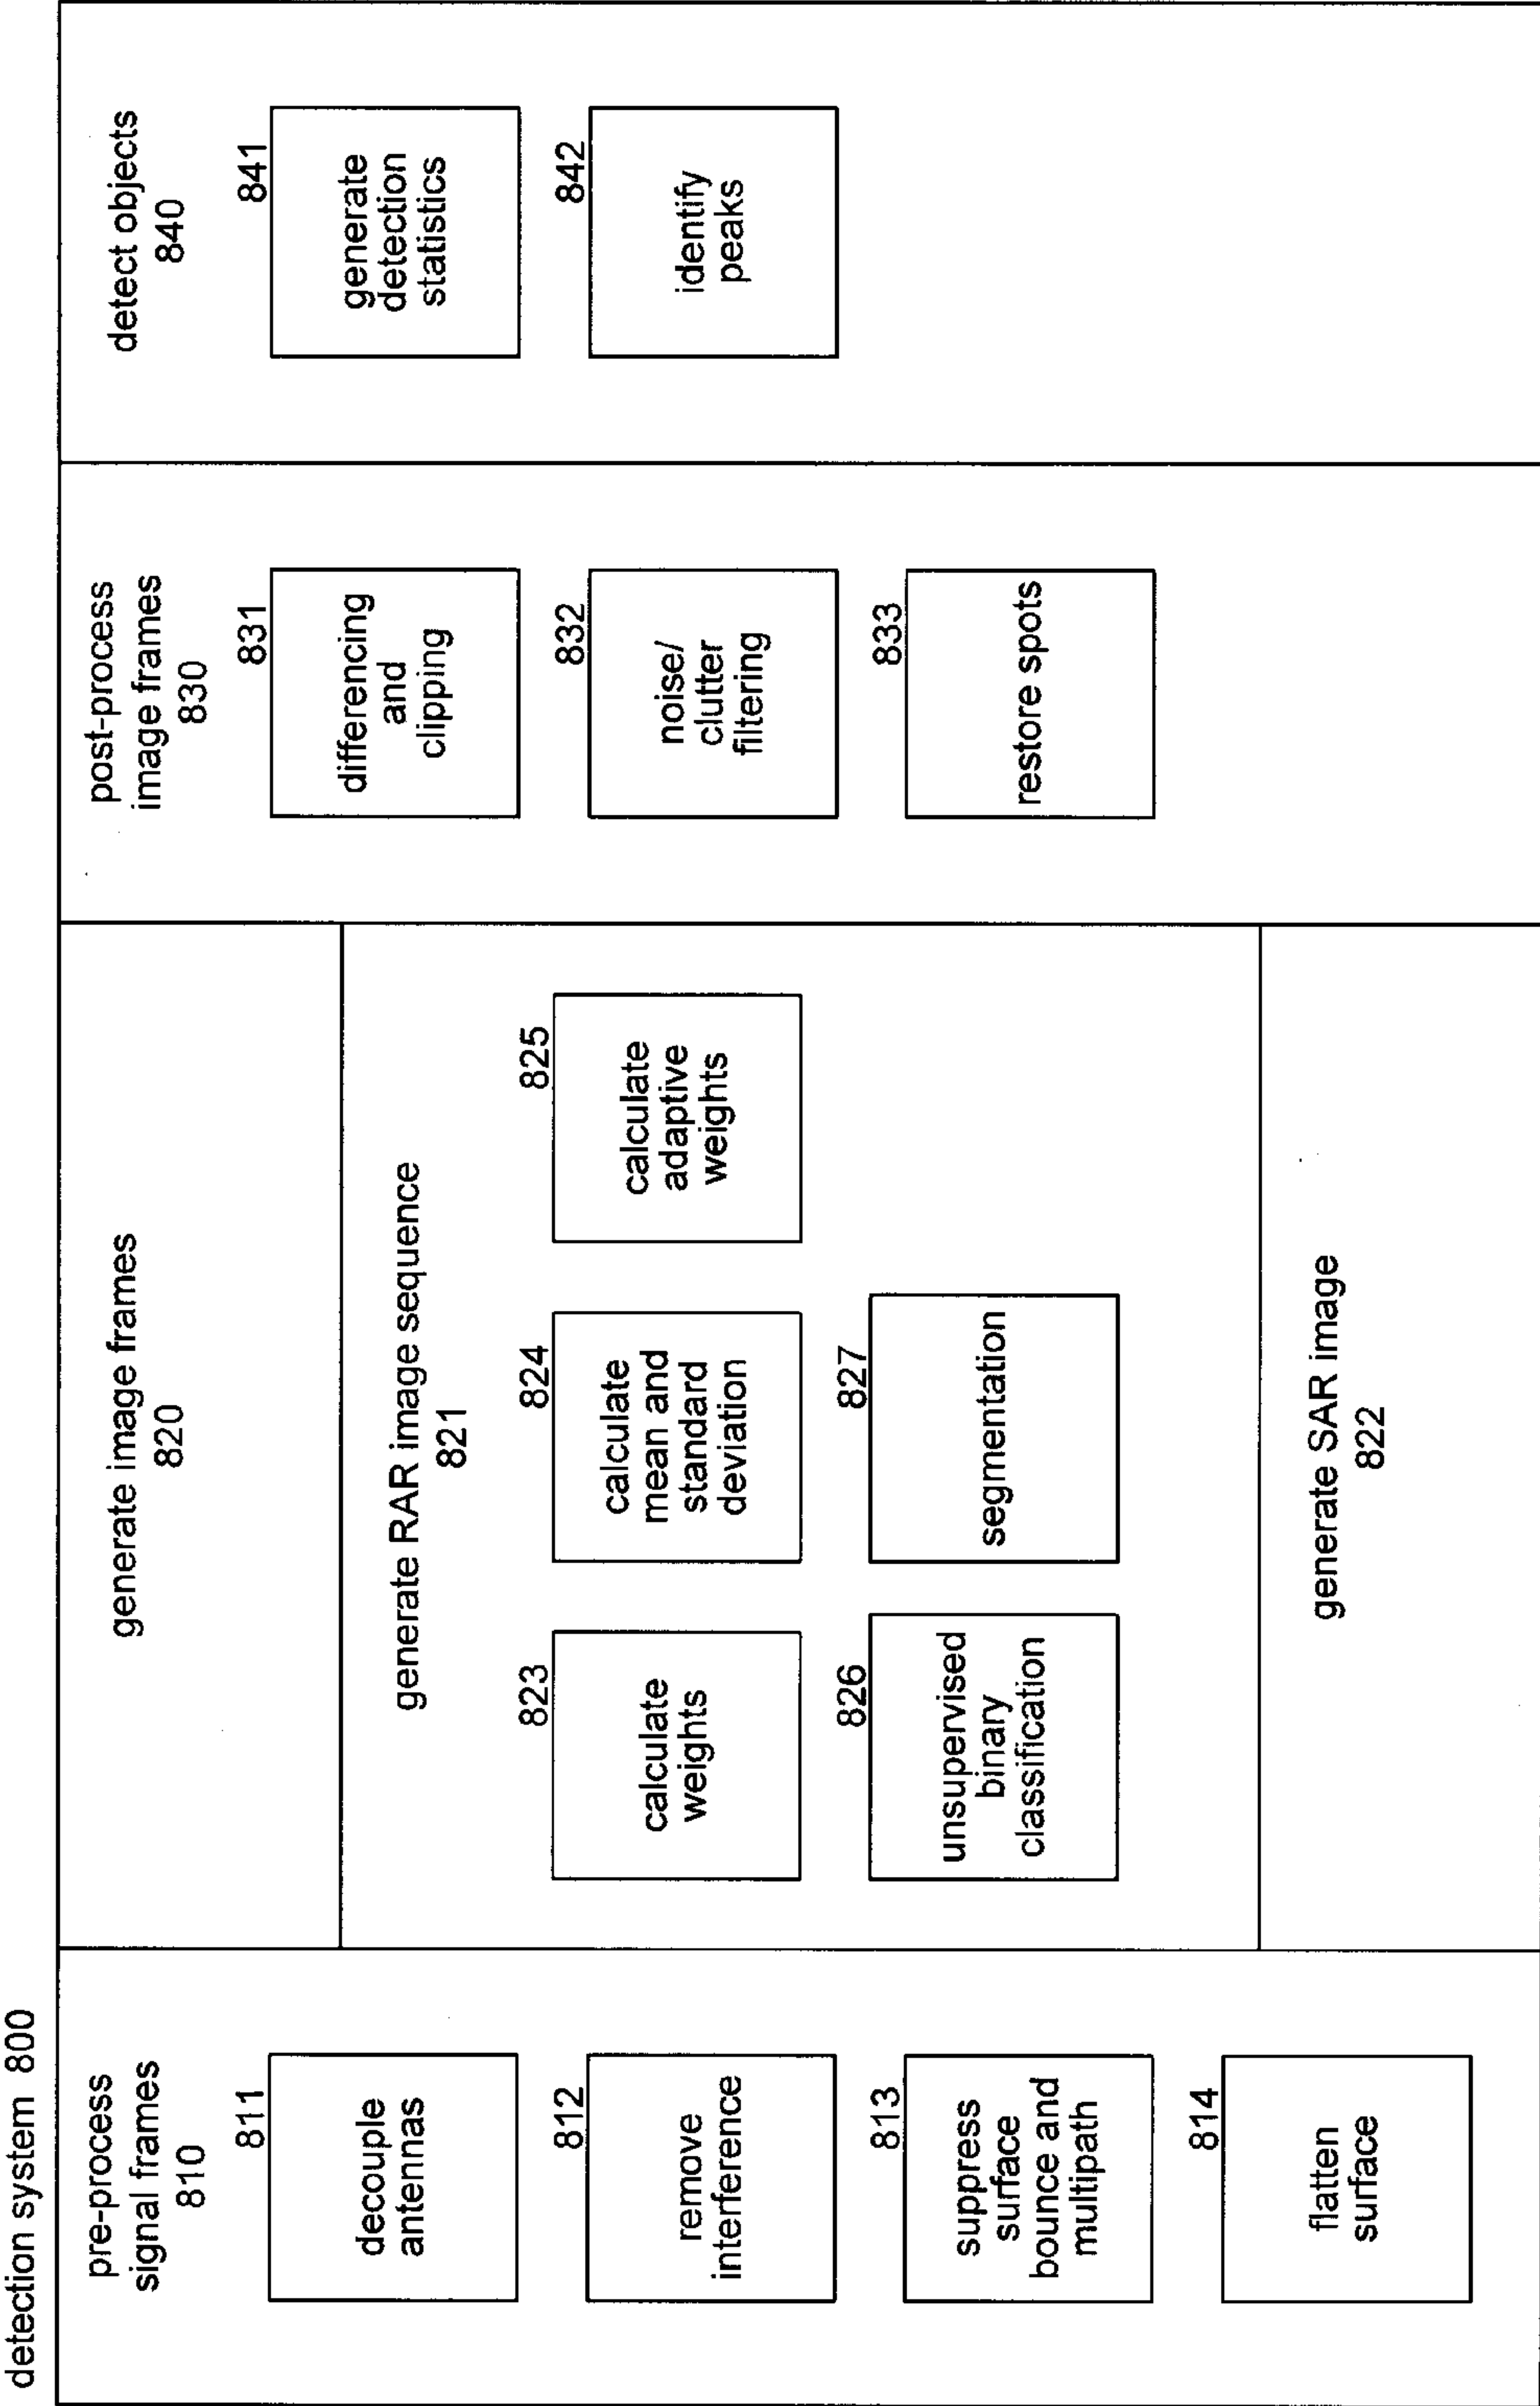 detection system 800
pre-process
signal frames
810
811
decouple
antennas
812
remove
interference
813
suppress
surface
bounce and
multipath
814
flatten
surface
generate image frames
820
generate RAR image sequence
821
823
calculate
weights
824
calculate
mean and
standard
deviation
825
calculate
adaptive
weights
826
unsupervised
binary
classification
827
segmentation
generate SAR image
822
post-process
image frames
830
831
differencing
and
clipping
832
noise/
clutter
filtering
833
restore spots
detect objects
840
841
generate
detection
statistics
842
identify
peaks